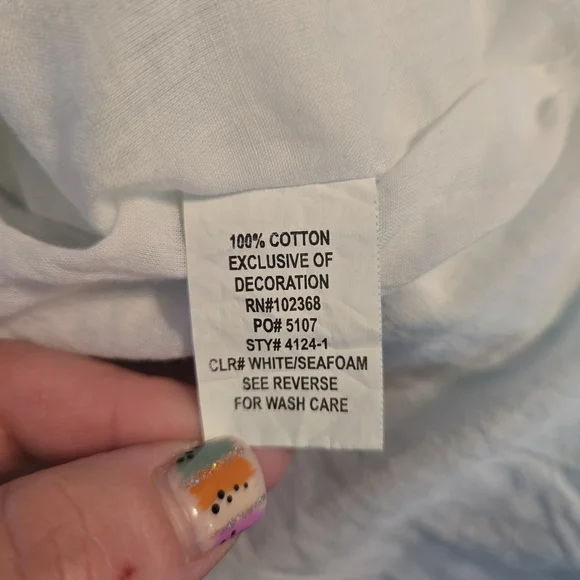 100% COTTON
EXCLUSIVE OF
DECORATION
RN#102368
PO# 5107
STY# 4124-1
CLR# WHITE/SEAFOAM
SEE REVERSE
FOR WASH CARE